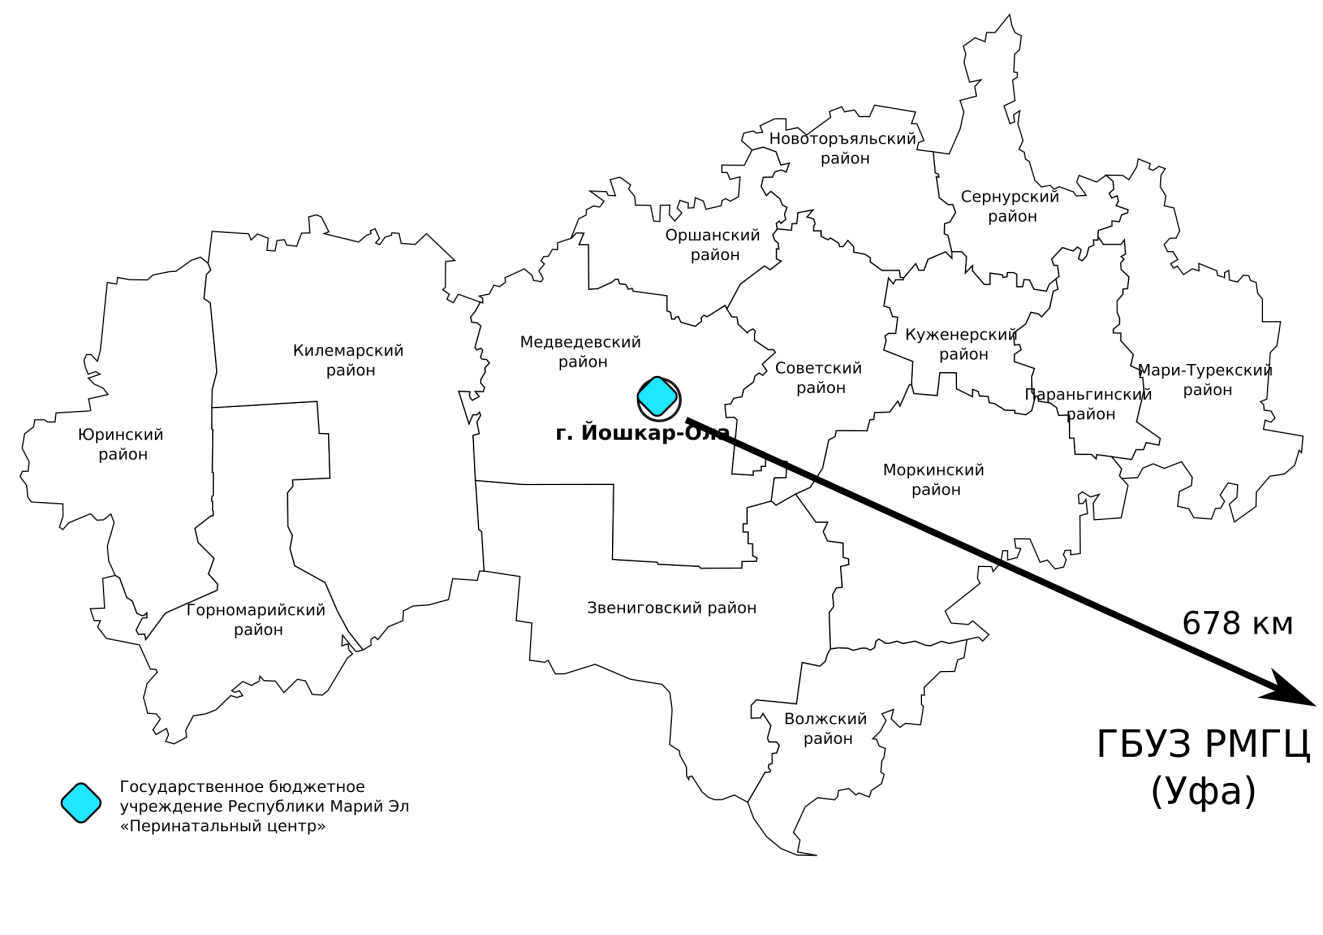 Новоторъяльский
район
Сернурский
район
Оршанский
район
Медведевский
район
Килемарский
район
Куженерский
район
Советский
район
Мари-Турекский
район
Параньгинский
район
Юринский
район
г. Йошкар-Ола
Моркинский
район
Горномарийский
район
Звениговский район
678 км
Волжский
район
ГБУЗ РМГЦ
(Уфа)
Государственное бюджетное
учреждение Республики Марий Эл
«Перинатальный центр»